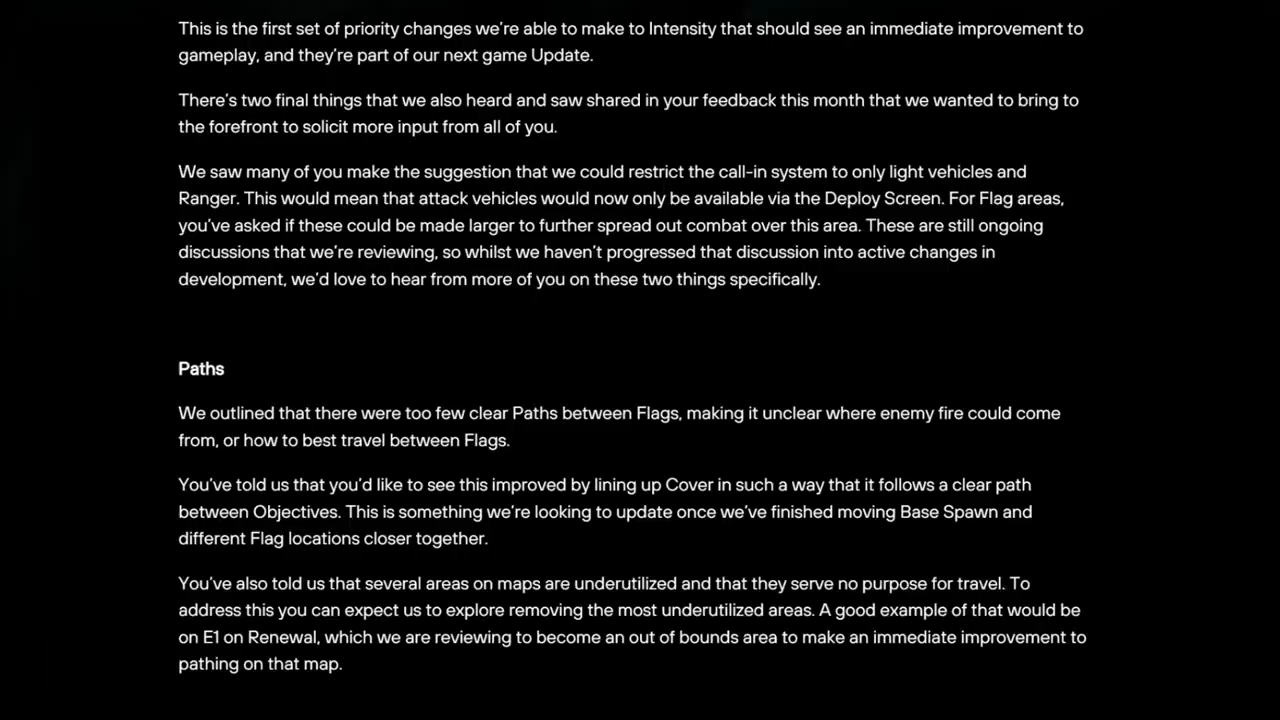 This is the first set of priority changes we're able to make to Intensity that should see an immediate improvement to
gameplay, and they're part of our next game Update.
There's two final things that we also heard and saw shared in your feedback this month that we wanted to bring to
the forefront to solicit more input from all of you.
We saw many of you make the suggestion that we could restrict the call-in system to only light vehicles and
Ranger. This would mean that attack vehicles would now only be available via the Deploy Screen. For Flag areas,
you've asked if these could be made larger to further spread out combat over this area. These are still ongoing
discussions that we're reviewing, so whilst we haven't progressed that discussion into active changes in
development, we'd love to hear from more of you on these two things specifically.
Paths
We outlined that there were too few clear Paths between Flags, making it unclear where enemy fire could come
from, or how to best travel between Flags.
You've told us that you'd like to see this improved by lining up Cover in such a way that it follows a clear path
between Objectives. This is something we're looking to update once we've finished moving Base Spawn and
different Flag locations closer together.
You've also told us that several areas on maps are underutilized and that they serve no purpose for travel. To
address this you can expect us to explore removing the most underutilized areas. A good example of that would be
on E1 on Renewal, which we are reviewing to become an out of bounds area to make an immediate improvement to
pathing on that map.